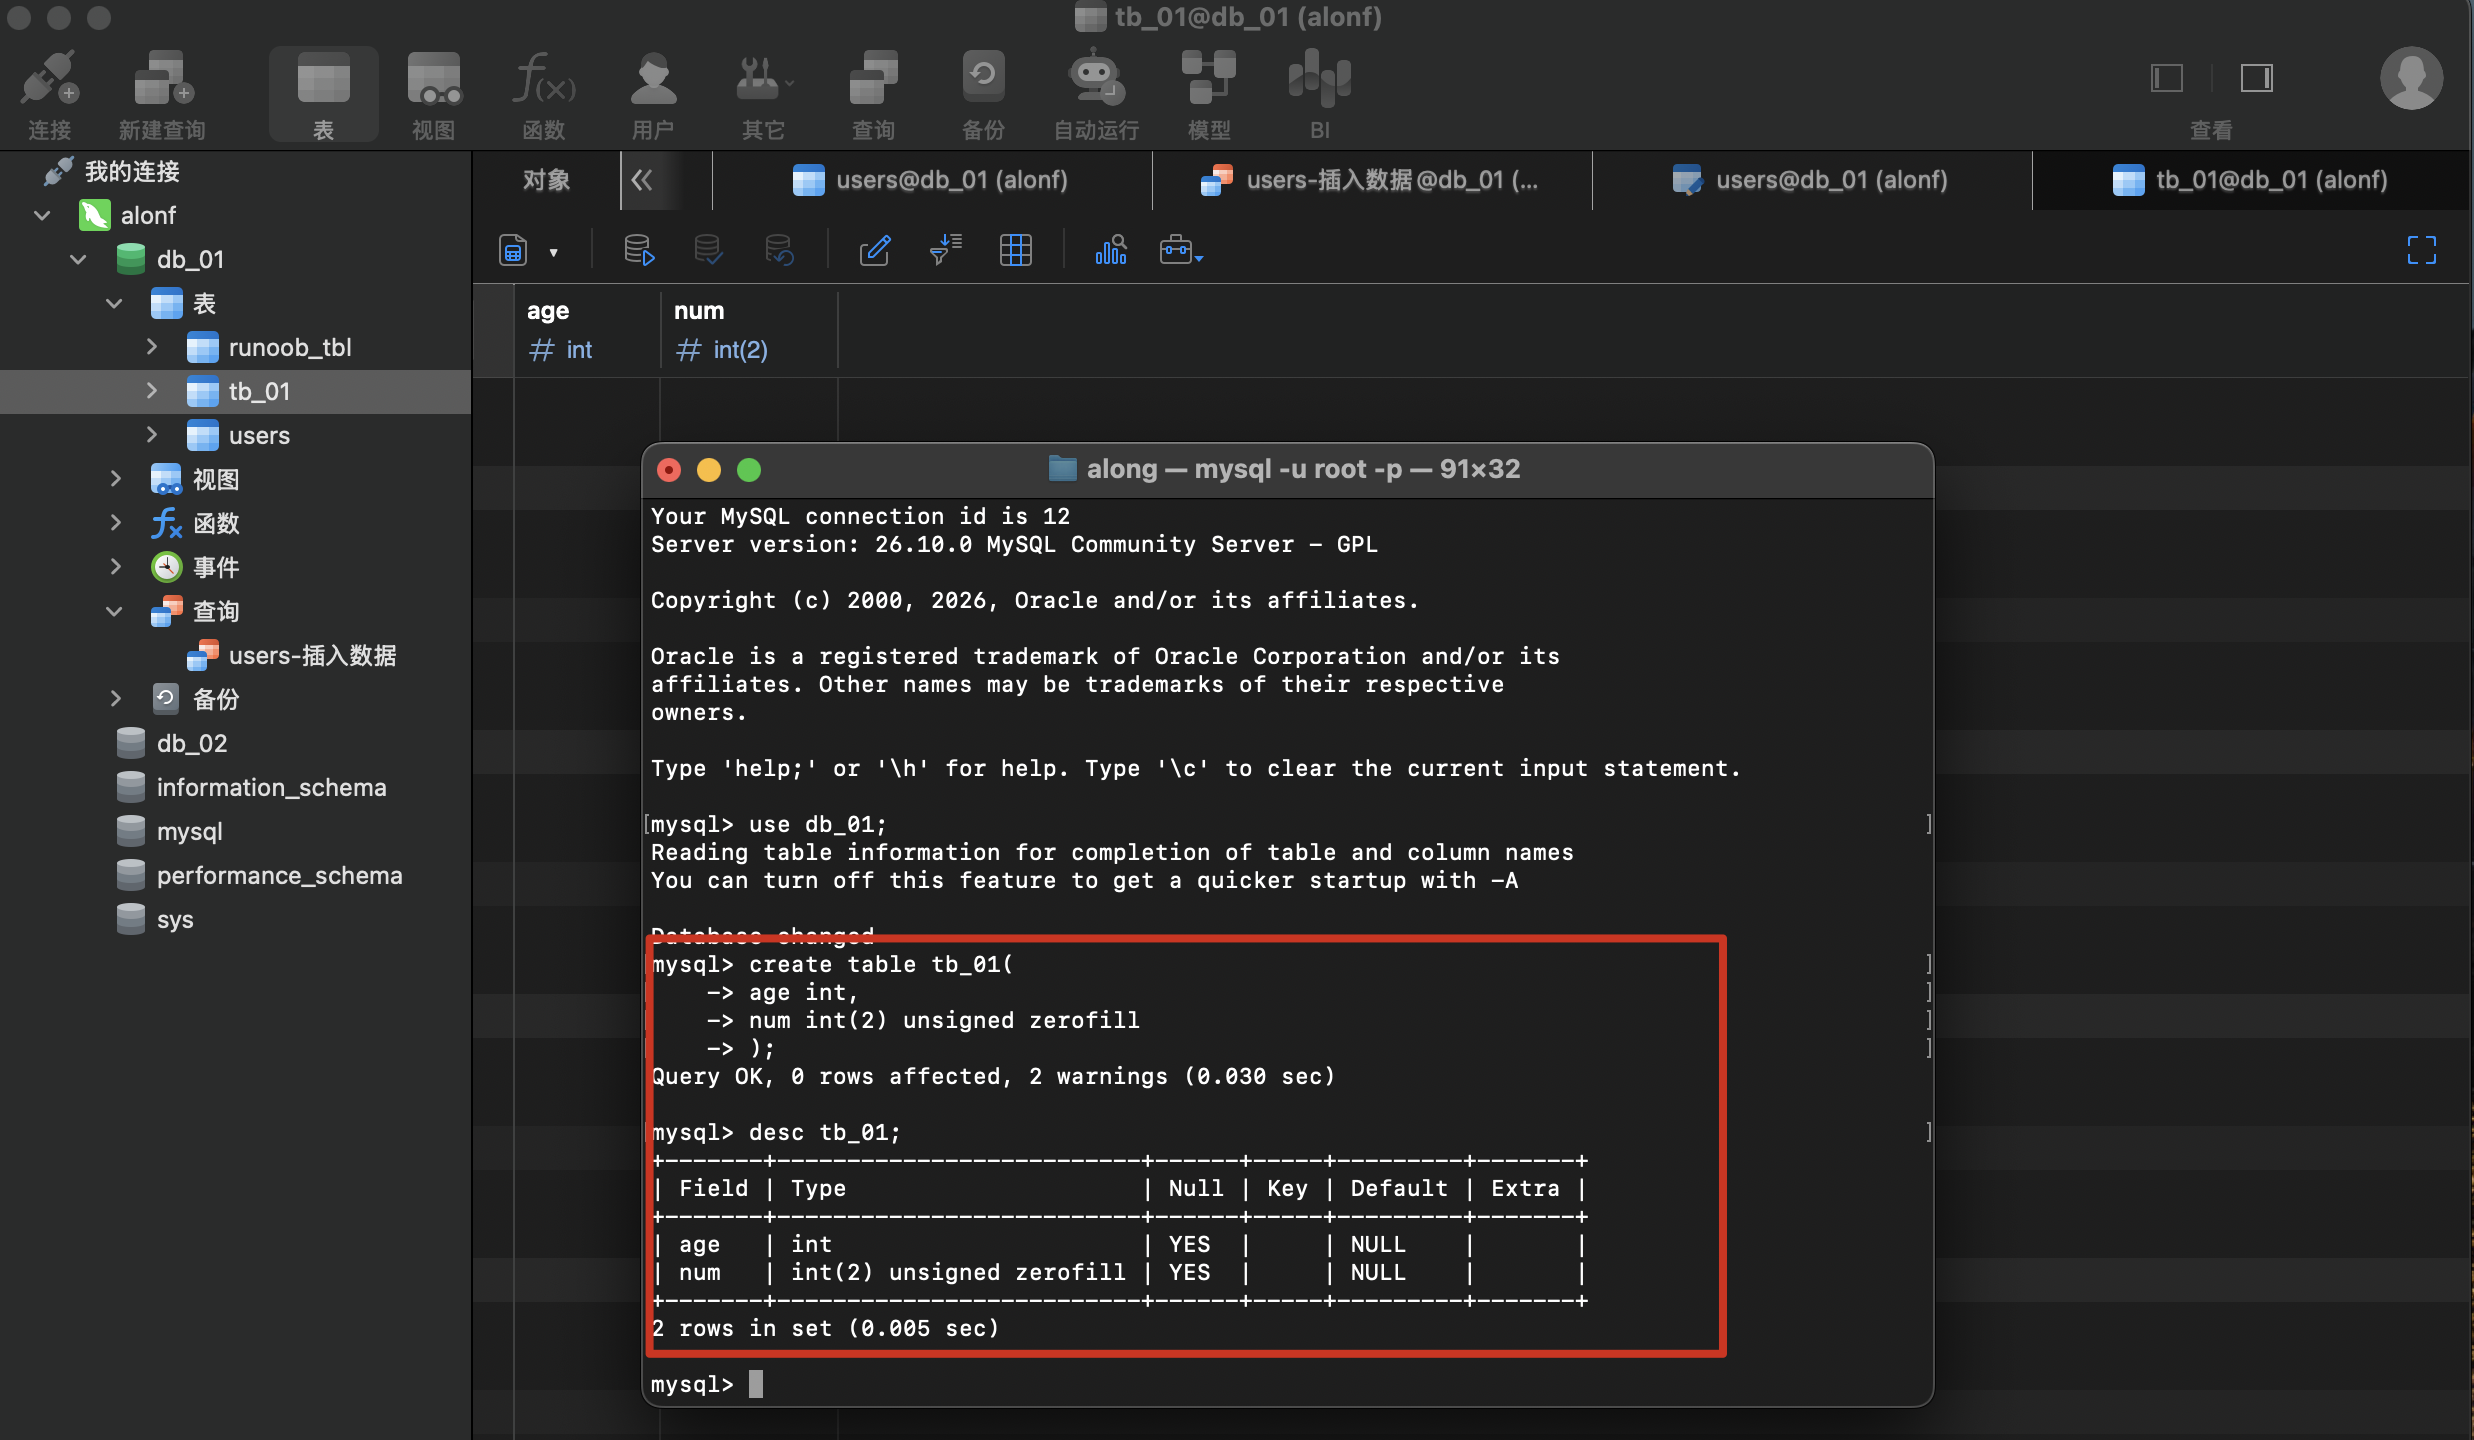 tb_01@db_01 (alonf)
连接
新建查询
表
视图
函数
用户
其它
查询
备份
自动运行
模型
BI
查看
我的连接
alonf
db_01
表
runoob_tbl
tb_01
users
视图
函数
事件
查询
users-插入数据
备份
db_02
information_schema
mysql
performance_schema
sys
对象
users@db_01 (alonf)
users-插入数据@db_01 (...
users@db_01 (alonf)
tb_01@db_01 (alonf)
age
num
# int
# int(2)
along — mysql -u root -p — 91×32
Your MySQL connection id is 12
Server version: 26.10.0 MySQL Community Server - GPL
Copyright (c) 2000, 2026, Oracle and/or its affiliates.
Oracle is a registered trademark of Oracle Corporation and/or its
affiliates. Other names may be trademarks of their respective
owners.
Type 'help;' or '\h' for help. Type '\c' to clear the current input statement.
[mysql> use db_01; ]
Reading table information for completion of table and column names
You can turn off this feature to get a quicker startup with -A
Database changed
mysql> create table tb_01( ]
    -> age int, ]
    -> num int(2) unsigned zerofill ]
    -> ); ]
Query OK, 0 rows affected, 2 warnings (0.030 sec)
mysql> desc tb_01; ]
+-------+--------------------------+------+-----+---------+-------+
| Field | Type                     | Null | Key | Default | Extra |
+-------+--------------------------+------+-----+---------+-------+
| age   | int                      | YES  |     | NULL    |       |
| num   | int(2) unsigned zerofill | YES  |     | NULL    |       |
+-------+--------------------------+------+-----+---------+-------+
2 rows in set (0.005 sec)
mysql>